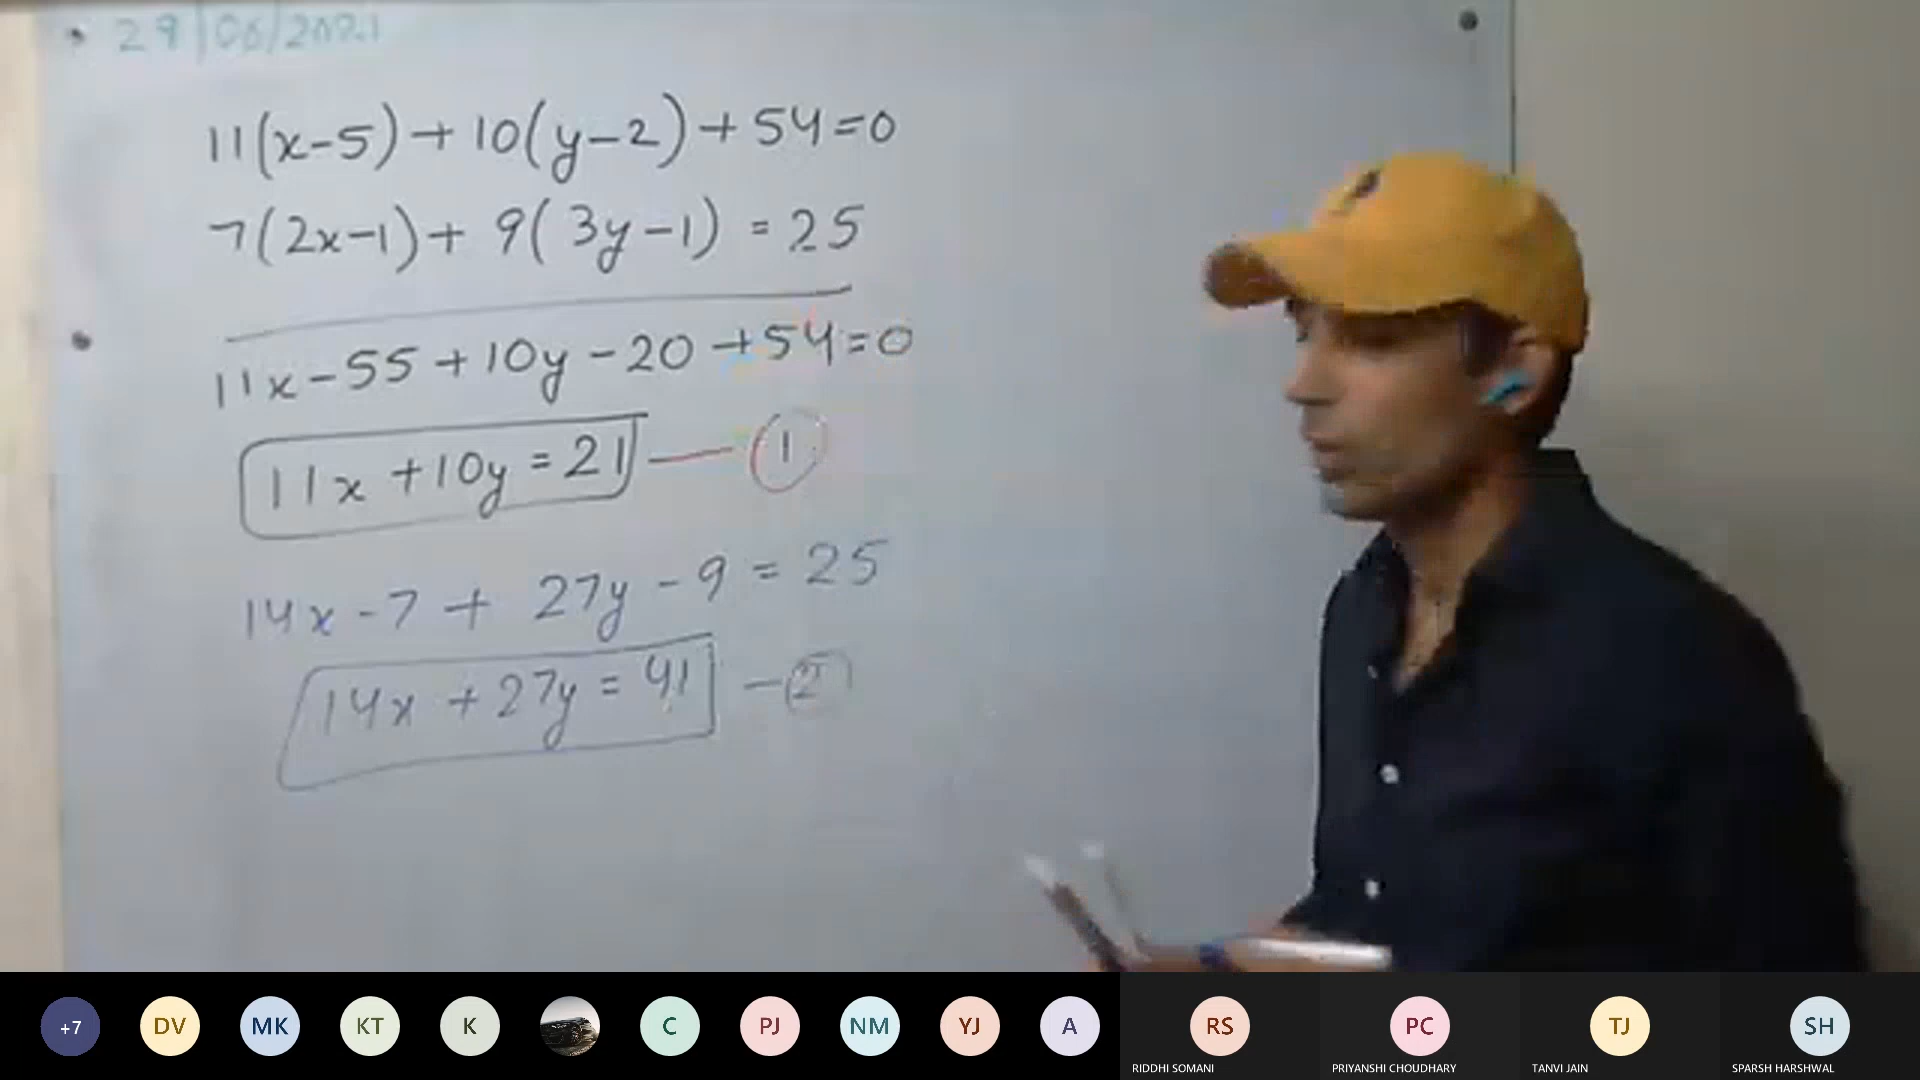 29/06/2021
11(x-5)+10(y-2)+54=0
7(2x-1)+ 9(3y-1) = 25
11x-55+10y-20+54=0
11x+10y=21 — 1
14x-7+ 27y-9=25
14x+27y=41 - 2
+7 DV MK KT K C PJ NM YJ A RS PC TJ SH
RIDDHI SOMANI PRIYANSHI CHOUDHARY TANVI JAIN SPARSH HARSHWAL